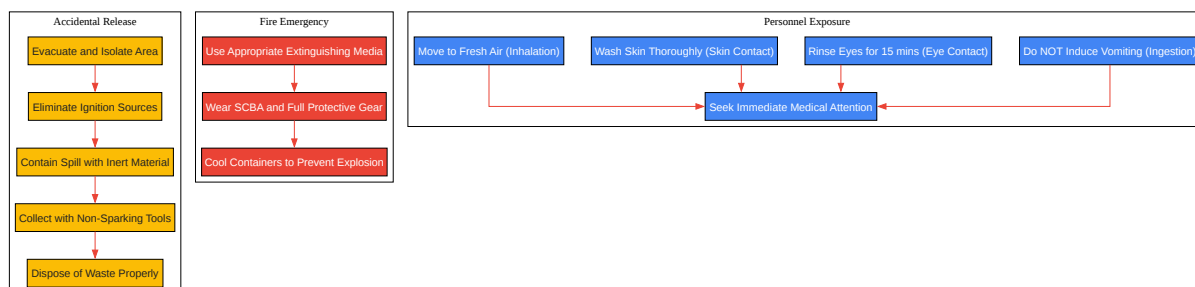 Accidental Release
Evacuate and Isolate Area
Eliminate Ignition Sources
Contain Spill with Inert Material
Collect with Non-Sparking Tools
Dispose of Waste Properly
Fire Emergency
Use Appropriate Extinguishing Media
Wear SCBA and Full Protective Gear
Cool Containers to Prevent Explosion
Personnel Exposure
Move to Fresh Air (Inhalation)
Wash Skin Thoroughly (Skin Contact)
Rinse Eyes for 15 mins (Eye Contact)
Do NOT Induce Vomiting (Ingestion)
Seek Immediate Medical Attention